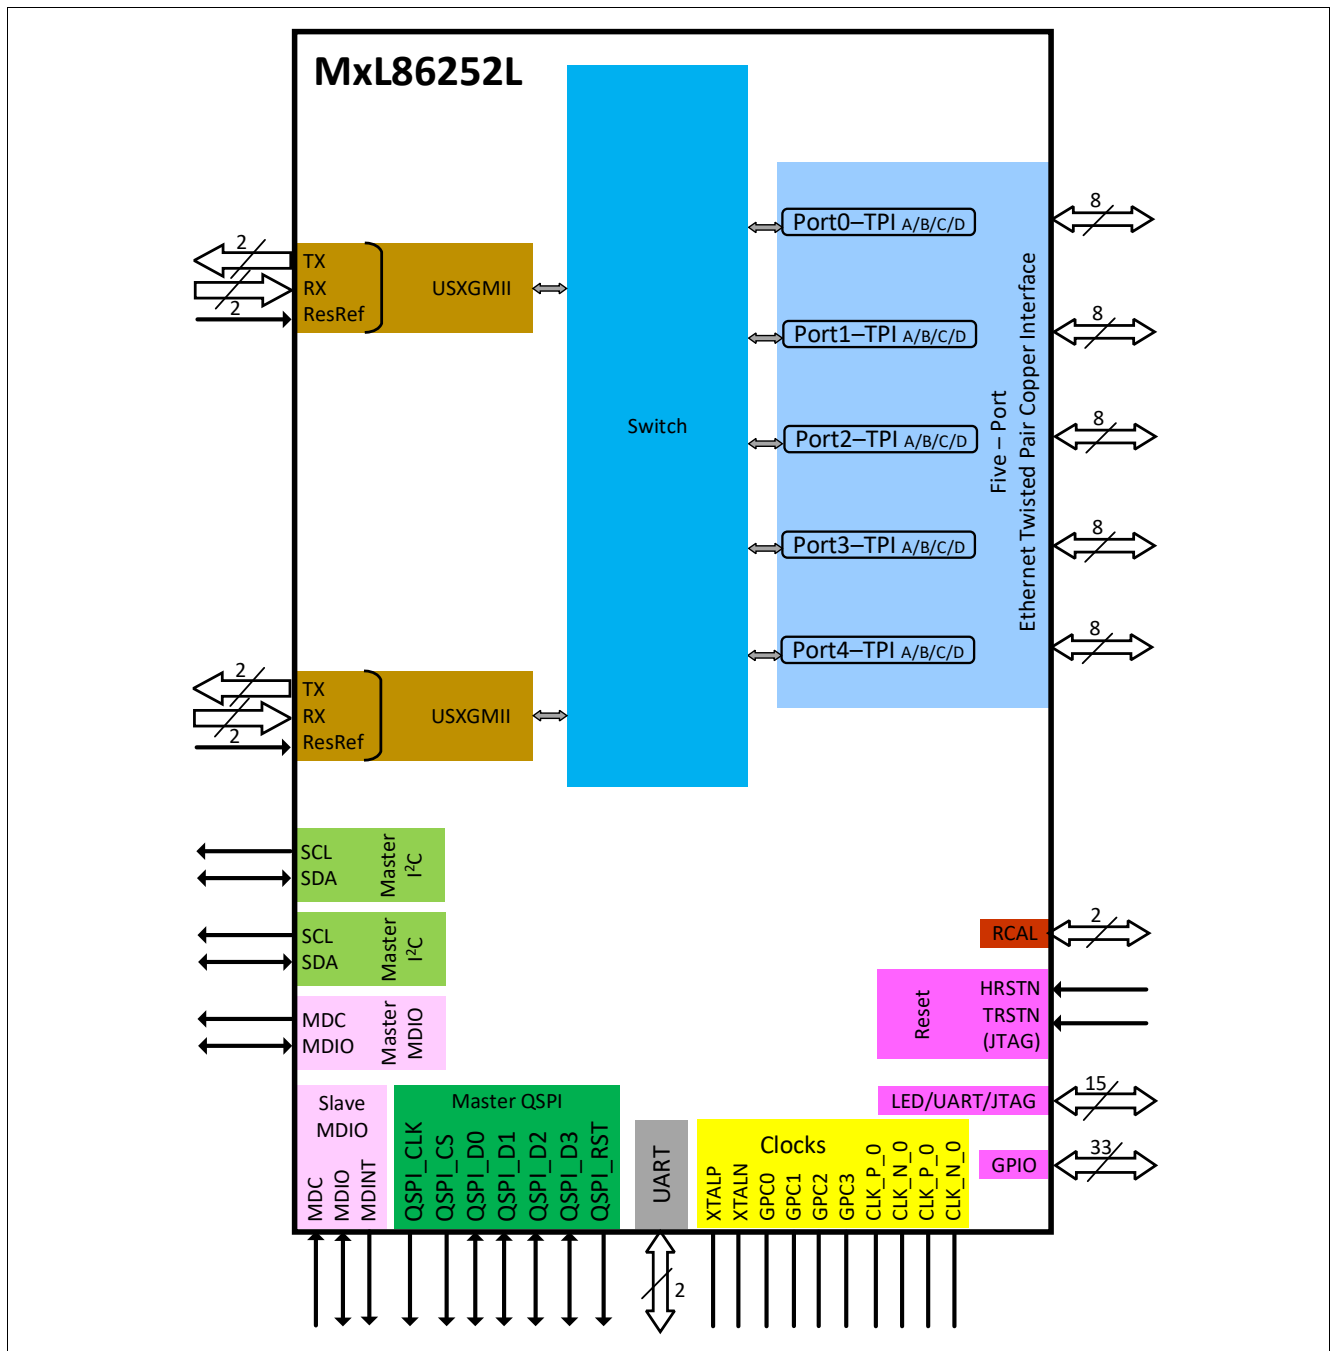 MxL86252L
2
TX
2
RX
2
ResRef
USXGMII
Switch
Port0–TPI A/B/C/D
8
Port1–TPI A/B/C/D
8
Port2–TPI A/B/C/D
8
Port3–TPI A/B/C/D
8
Port4–TPI A/B/C/D
8
Five – Port
Ethernet Twisted Pair Copper Interface
2
TX
2
RX
2
ResRef
USXGMII
SCL
SDA
Master
I²C
SCL
SDA
Master
I²C
MDC
MDIO
Master
MDIO
RCAL
2
Reset
HRSTN
TRSTN
(JTAG)
LED/UART/JTAG
15
GPIO
33
Slave
MDIO
MDC
MDIO
MDINT
Master QSPI
QSPI_CLK
QSPI_CS
QSPI_D0
QSPI_D1
QSPI_D2
QSPI_D3
QSPI_RST
UART
2
Clocks
XTALP
XTALN
GPC0
GPC1
GPC2
GPC3
CLK_P_0
CLK_N_0
CLK_P_0
CLK_N_0